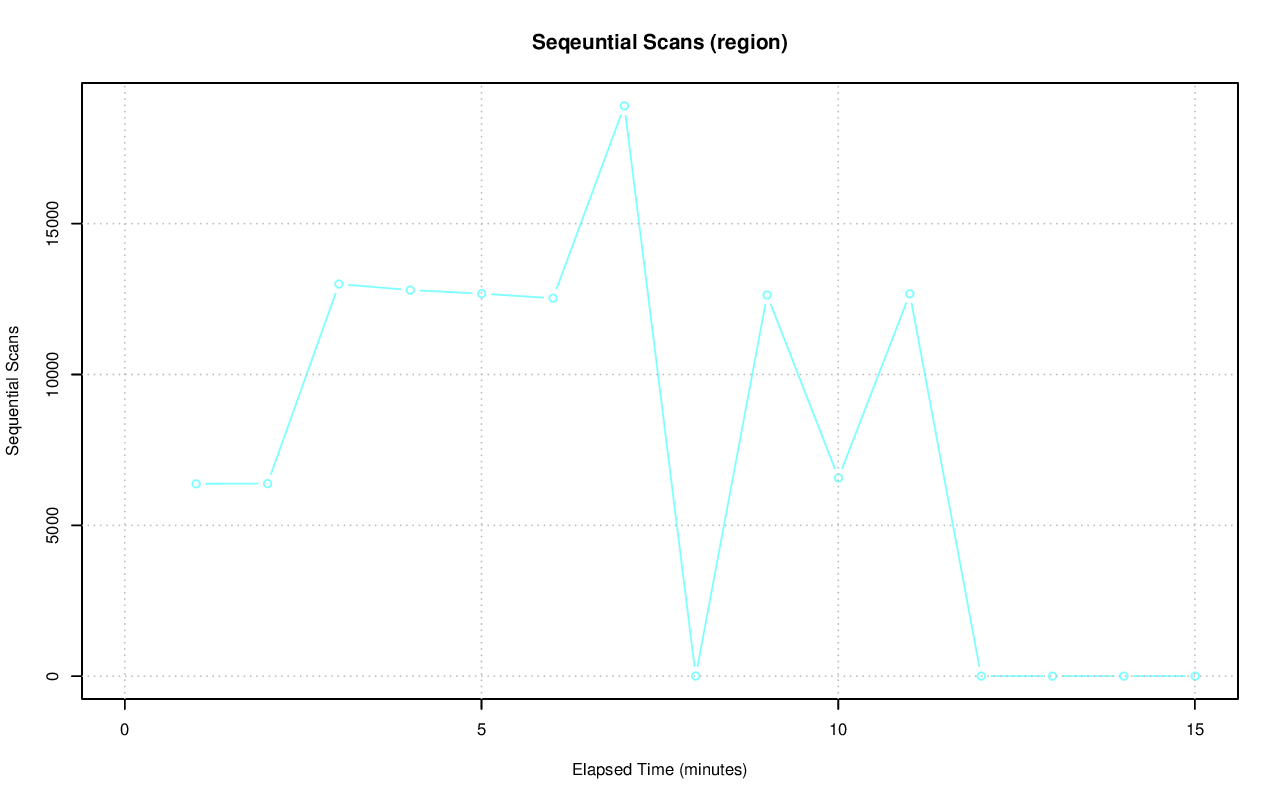 Seqeuntial Scans (region)
Sequential Scans
15000
10000
5000
0
0 5 10 15
Elapsed Time (minutes)